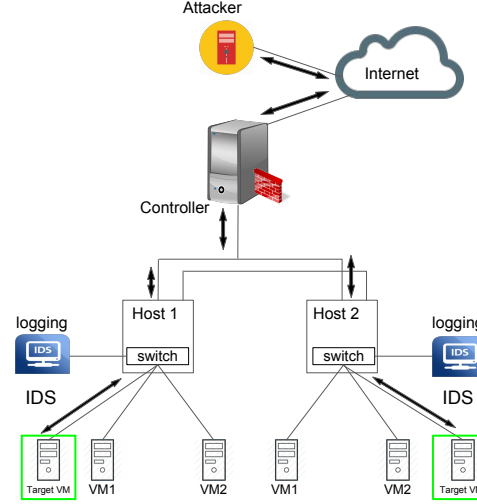 Attacker
Internet
Controller
Host 1
Host 2
logging
logging
IDS
IDS
switch
switch
IDS
IDS
Target VM
VM1
VM2
VM1
VM2
Target VM